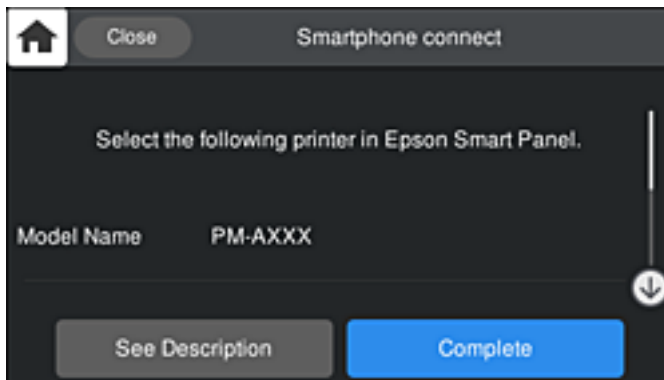 Close
Smartphone connect
Select the following printer in Epson Smart Panel.
Model Name PM-AXXX
See Description
Complete